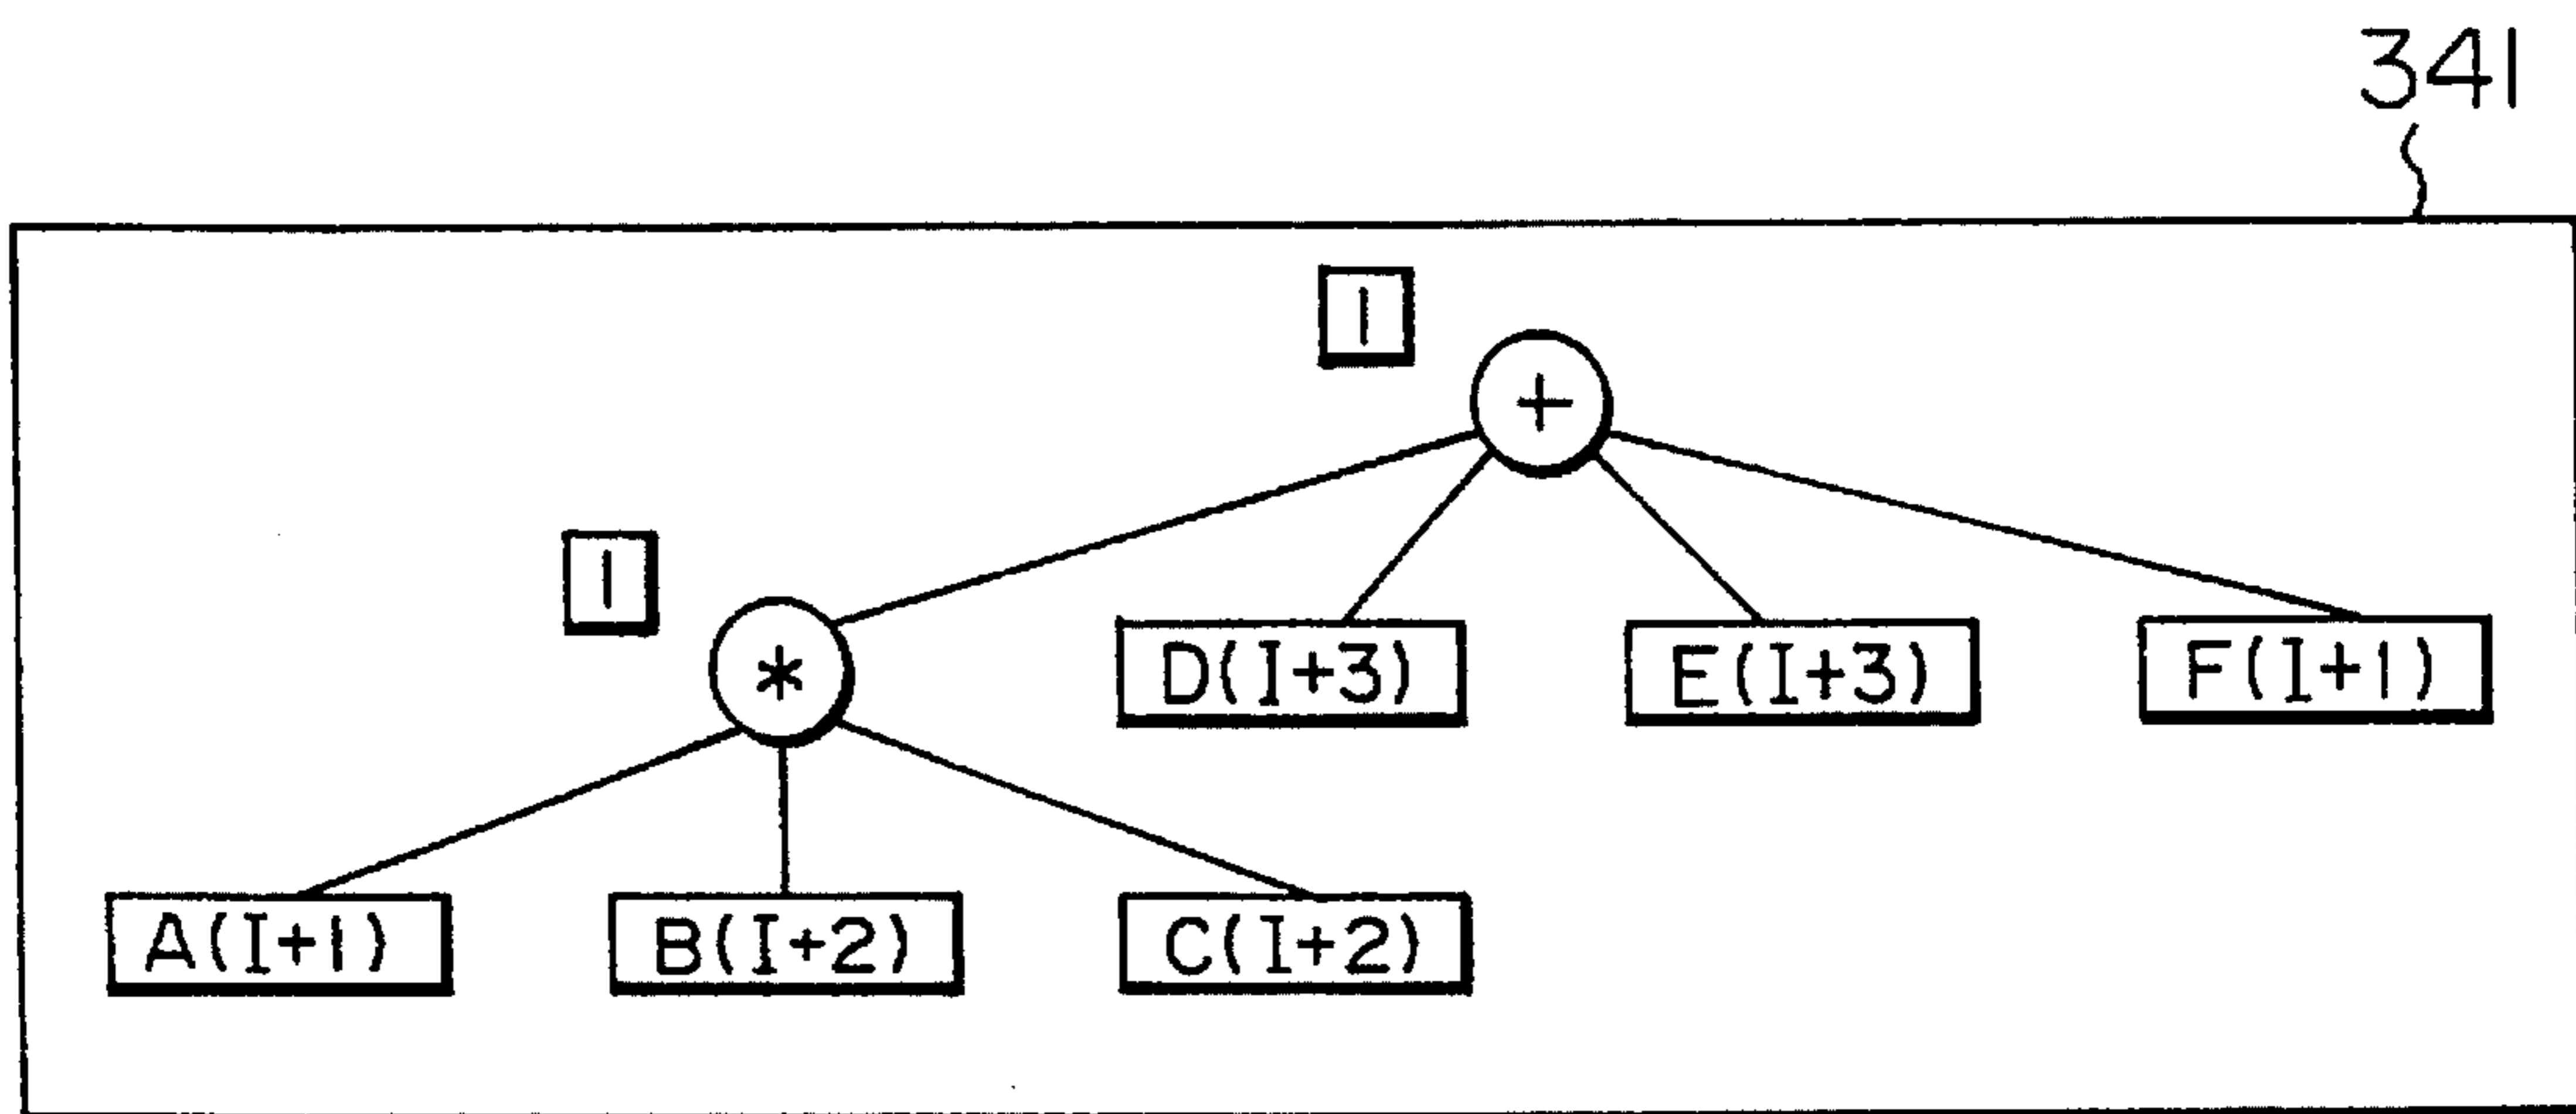 341
1
+
1
*
D(I+3) E(I+3) F(I+1)
A(I+1) B(I+2) C(I+2)